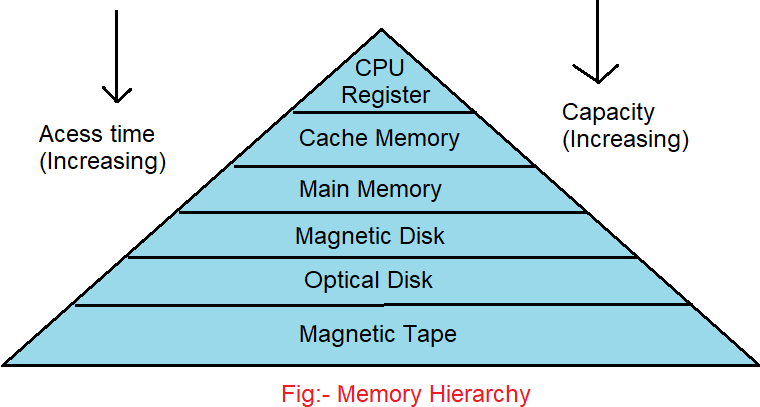 CPU
Register
Acess time
(Increasing)
Capacity
(Increasing)
Cache Memory
Main Memory
Magnetic Disk
Optical Disk
Magnetic Tape
Fig:- Memory Hierarchy